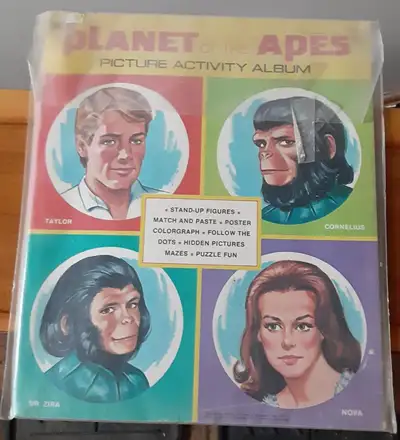 PLANET OF THE APES
PICTURE ACTIVITY ALBUM
TAYLOR
CORNELIUS
• STAND-UP FIGURES •
MATCH AND PASTE • POSTER
COLORGRAPH • FOLLOW THE
DOTS • HIDDEN PICTURES
MAZES • PUZZLE FUN
DR ZIRA
NOVA